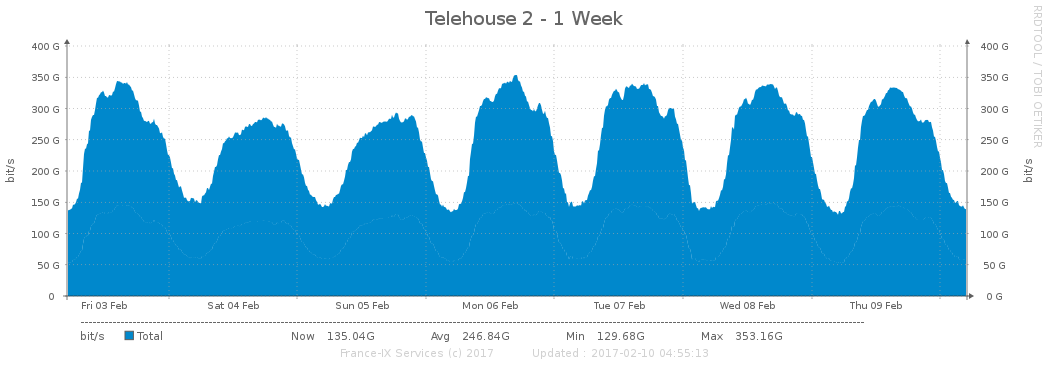 Telehouse 2 - 1 Week
RRDTOOL / TOBI OETIKER
400 G 400 G
350 G 350 G
300 G 300 G
250 G 250 G
200 G 200 G
150 G 150 G
100 G 100 G
50 G 50 G
0 0 G
bit/s bit/s
Fri 03 Feb Sat 04 Feb Sun 05 Feb Mon 06 Feb Tue 07 Feb Wed 08 Feb Thu 09 Feb
bit/s Total Now 135.04G Avg 246.84G Min 129.68G Max 353.16G
France-IX Services (c) 2017 Updated : 2017-02-10 04:55:13